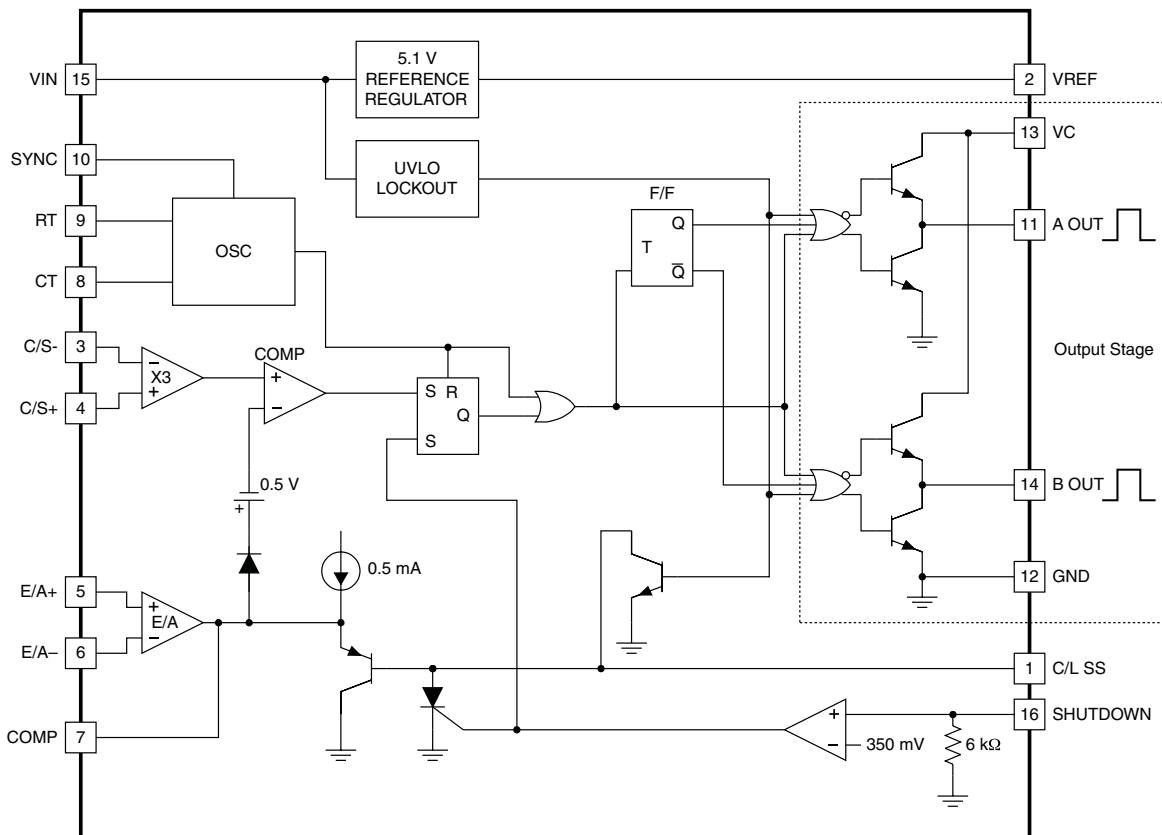 VIN 15
5.1 V
REFERENCE
REGULATOR
2 VREF
13 VC
SYNC 10
UVLO
LOCKOUT
F/F
RT 9
OSC
Q
T
Q̅
11 A OUT
CT 8
C/S- 3
−
X3
+
C/S+ 4
COMP
+
−
S R
Q
S
Output Stage
0.5 V
+
14 B OUT
0.5 mA
E/A+ 5
+
E/A
−
E/A– 6
12 GND
1 C/L SS
COMP 7
+
−
350 mV
16 SHUTDOWN
6 kΩ